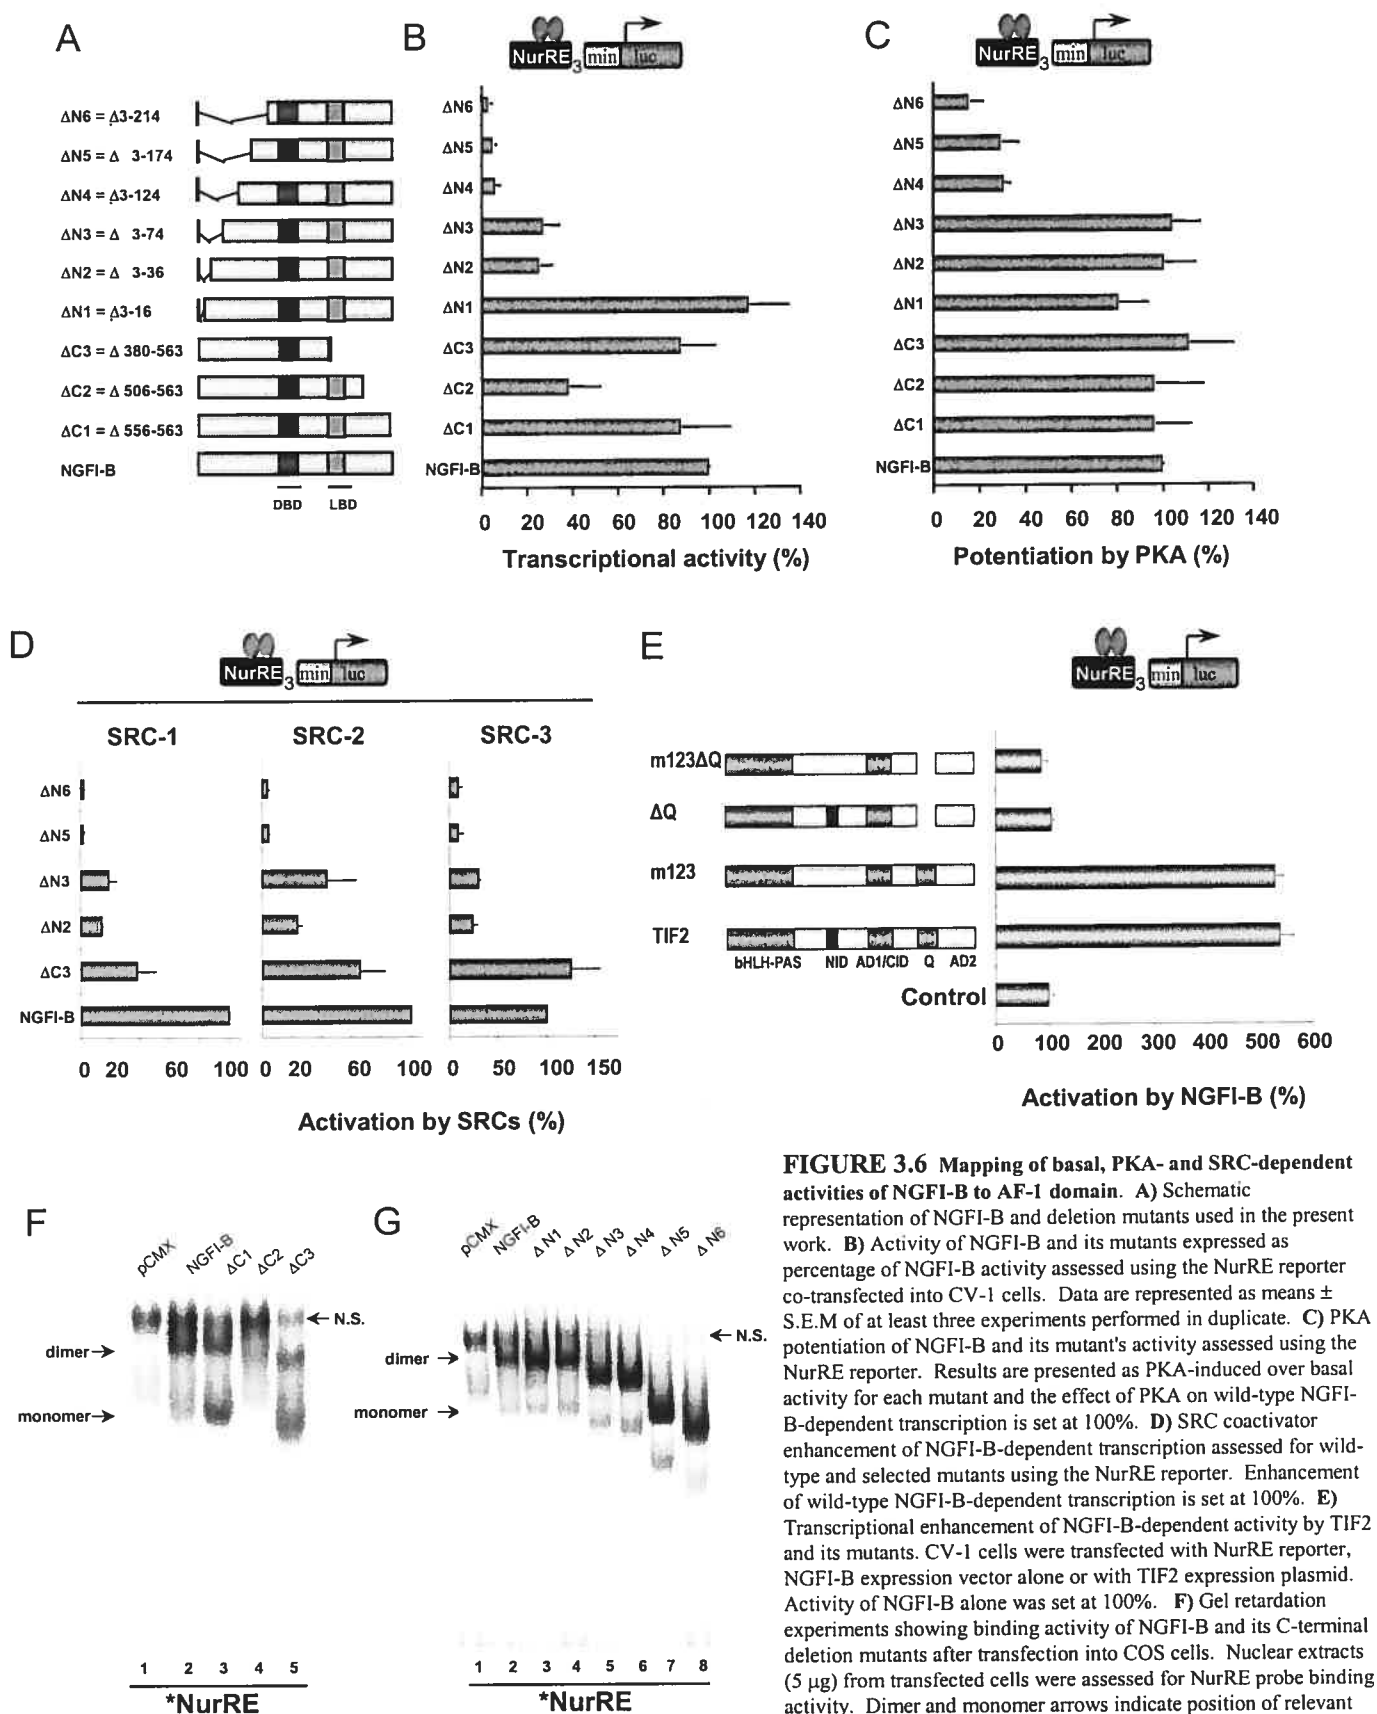 A
ΔN6 = Δ3-214
ΔN5 = Δ 3-174
ΔN4 = Δ3-124
ΔN3 = Δ 3-74
ΔN2 = Δ 3-36
ΔN1 = Δ3-16
ΔC3 = Δ 380-563
ΔC2 = Δ 506-563
ΔC1 = Δ 556-563
NGFI-B
DBD LBD
B
NurRE 3 min luc
ΔN6
ΔN5
ΔN4
ΔN3
ΔN2
ΔN1
ΔC3
ΔC2
ΔC1
NGFI-B
0 20 40 60 80 100 120 140
Transcriptional activity (%)
C
NurRE 3 min luc
ΔN6
ΔN5
ΔN4
ΔN3
ΔN2
ΔN1
ΔC3
ΔC2
ΔC1
NGFI-B
0 20 40 60 80 100 120 140
Potentiation by PKA (%)
D
NurRE 3 min luc
SRC-1 SRC-2 SRC-3
ΔN6
ΔN5
ΔN3
ΔN2
ΔC3
NGFI-B
0 20 60 100 0 20 60 100 0 50 100 150
Activation by SRCs (%)
E
NurRE 3 min luc
m123ΔQ
ΔQ
m123
TIF2
bHLH-PAS NID AD1/CID Q AD2
Control
0 100 200 300 400 500 600
Activation by NGFI-B (%)
F
pCMX NGFI-B ΔC1 ΔC2 ΔC3
N.S.
dimer
monomer
1 2 3 4 5
*NurRE
G
pCMX NGFI-B Δ N1 Δ N2 Δ N3 Δ N4 Δ N5 Δ N6
N.S.
dimer
monomer
1 2 3 4 5 6 7 8
*NurRE
FIGURE 3.6 Mapping of basal, PKA- and SRC-dependent
activities of NGFI-B to AF-1 domain. A) Schematic
representation of NGFI-B and deletion mutants used in the present
work. B) Activity of NGFI-B and its mutants expressed as
percentage of NGFI-B activity assessed using the NurRE reporter
co-transfected into CV-1 cells. Data are represented as means ±
S.E.M of at least three experiments performed in duplicate. C) PKA
potentiation of NGFI-B and its mutant's activity assessed using the
NurRE reporter. Results are presented as PKA-induced over basal
activity for each mutant and the effect of PKA on wild-type NGFI-
B-dependent transcription is set at 100%. D) SRC coactivator
enhancement of NGFI-B-dependent transcription assessed for wild-
type and selected mutants using the NurRE reporter. Enhancement
of wild-type NGFI-B-dependent transcription is set at 100%. E)
Transcriptional enhancement of NGFI-B-dependent activity by TIF2
and its mutants. CV-1 cells were transfected with NurRE reporter,
NGFI-B expression vector alone or with TIF2 expression plasmid.
Activity of NGFI-B alone was set at 100%. F) Gel retardation
experiments showing binding activity of NGFI-B and its C-terminal
deletion mutants after transfection into COS cells. Nuclear extracts
(5 μg) from transfected cells were assessed for NurRE probe binding
activity. Dimer and monomer arrows indicate position of relevant